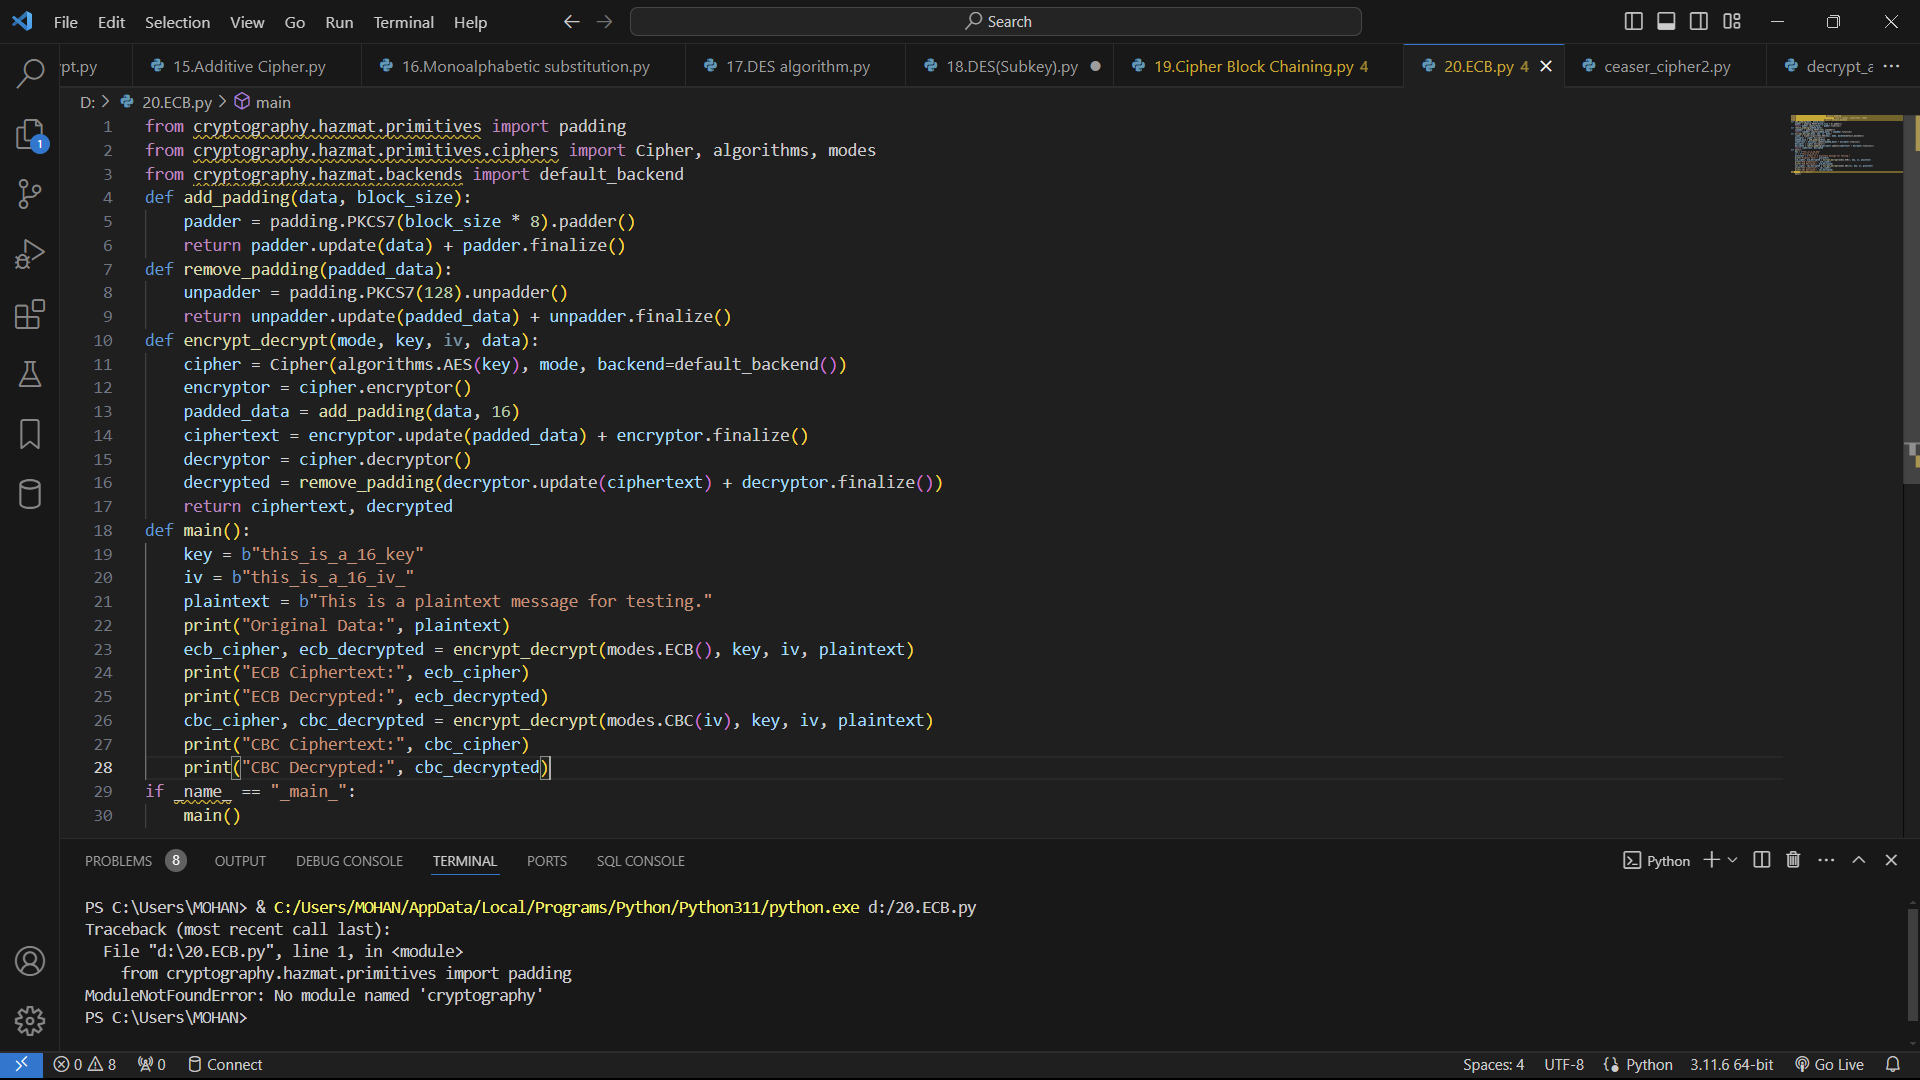 File Edit Selection View Go Run Terminal Help Search
pt.py 15.Additive Cipher.py 16.Monoalphabetic substitution.py 17.DES algorithm.py 18.DES(Subkey).py 19.Cipher Block Chaining.py 4 20.ECB.py 4 ceaser_cipher2.py decrypt_a
D: > 20.ECB.py > main
1 from cryptography.hazmat.primitives import padding
2 from cryptography.hazmat.primitives.ciphers import Cipher, algorithms, modes
3 from cryptography.hazmat.backends import default_backend
4 def add_padding(data, block_size):
5     padder = padding.PKCS7(block_size * 8).padder()
6     return padder.update(data) + padder.finalize()
7 def remove_padding(padded_data):
8     unpadder = padding.PKCS7(128).unpadder()
9     return unpadder.update(padded_data) + unpadder.finalize()
10 def encrypt_decrypt(mode, key, iv, data):
11     cipher = Cipher(algorithms.AES(key), mode, backend=default_backend())
12     encryptor = cipher.encryptor()
13     padded_data = add_padding(data, 16)
14     ciphertext = encryptor.update(padded_data) + encryptor.finalize()
15     decryptor = cipher.decryptor()
16     decrypted = remove_padding(decryptor.update(ciphertext) + decryptor.finalize())
17     return ciphertext, decrypted
18 def main():
19     key = b"this_is_a_16_key"
20     iv = b"this_is_a_16_iv_"
21     plaintext = b"This is a plaintext message for testing."
22     print("Original Data:", plaintext)
23     ecb_cipher, ecb_decrypted = encrypt_decrypt(modes.ECB(), key, iv, plaintext)
24     print("ECB Ciphertext:", ecb_cipher)
25     print("ECB Decrypted:", ecb_decrypted)
26     cbc_cipher, cbc_decrypted = encrypt_decrypt(modes.CBC(iv), key, iv, plaintext)
27     print("CBC Ciphertext:", cbc_cipher)
28     print("CBC Decrypted:", cbc_decrypted)
29 if _name_ == "_main_":
30     main()
1
PROBLEMS 8 OUTPUT DEBUG CONSOLE TERMINAL PORTS SQL CONSOLE Python
PS C:\Users\MOHAN> & C:/Users/MOHAN/AppData/Local/Programs/Python/Python311/python.exe d:/20.ECB.py
Traceback (most recent call last):
  File "d:\20.ECB.py", line 1, in <module>
    from cryptography.hazmat.primitives import padding
ModuleNotFoundError: No module named 'cryptography'
PS C:\Users\MOHAN>
0 8 0 Connect Spaces: 4 UTF-8 Python 3.11.6 64-bit Go Live